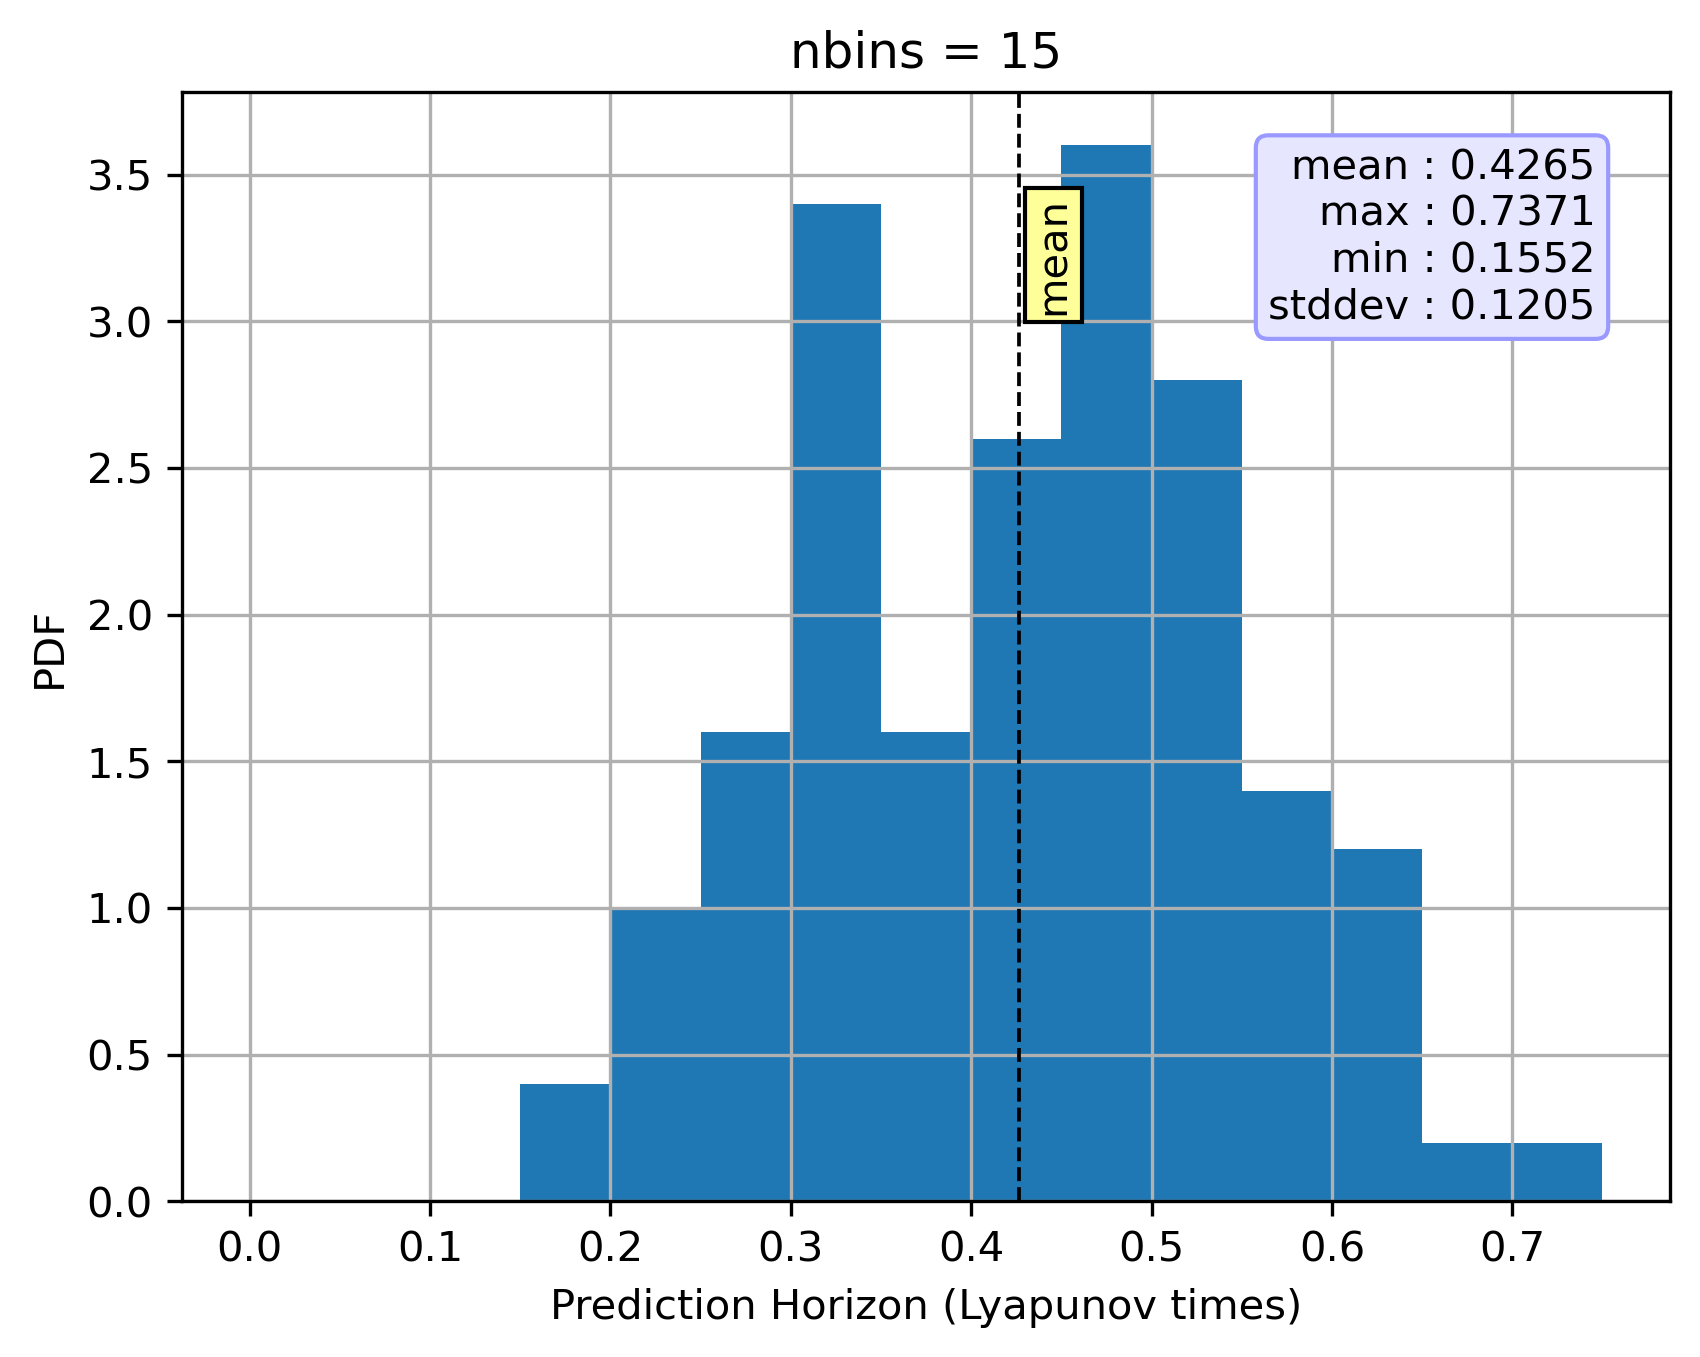 nbins = 15
mean : 0.4265
max : 0.7371
min : 0.1552
stddev : 0.1205
mean
PDF
3.5
3.0
2.5
2.0
1.5
1.0
0.5
0.0
0.0 0.1 0.2 0.3 0.4 0.5 0.6 0.7
Prediction Horizon (Lyapunov times)